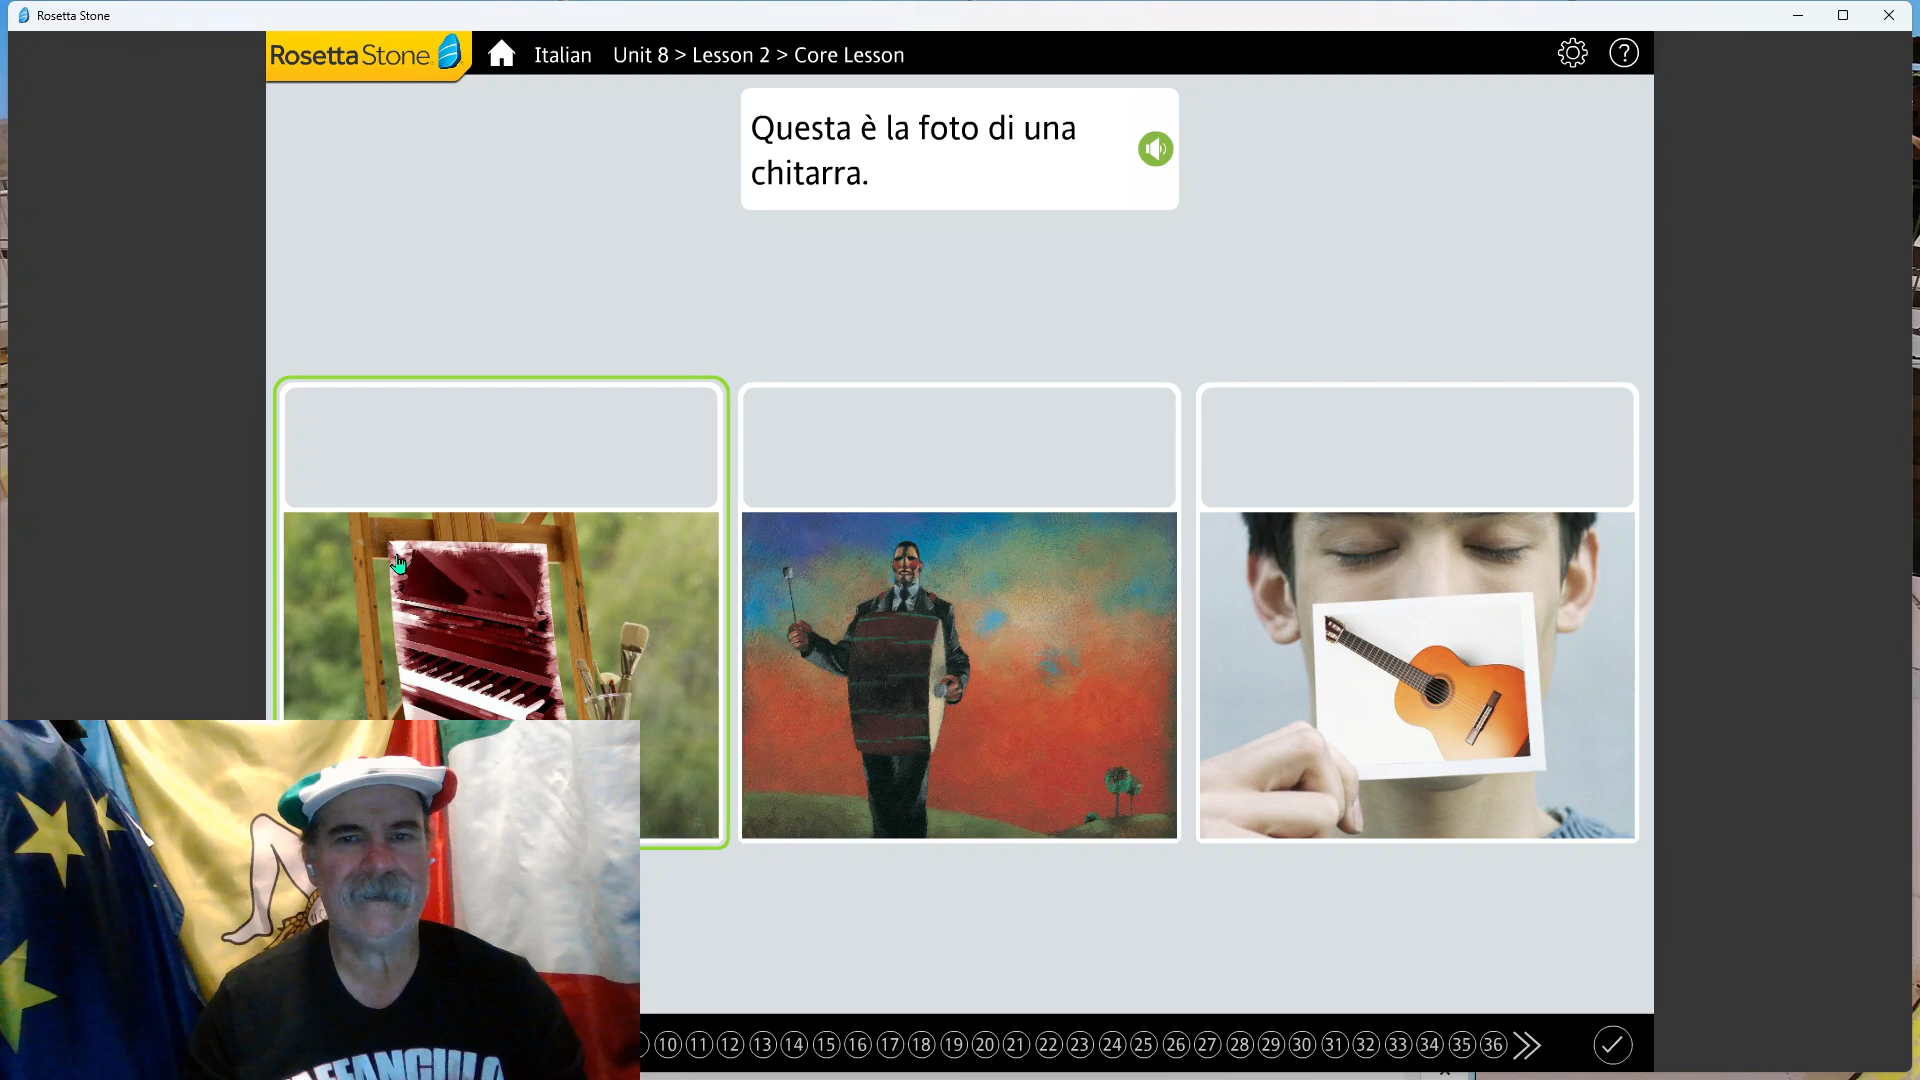 Rosetta Stone
RosettaStone
Italian Unit 8 > Lesson 2 > Core Lesson
?
Questa è la foto di una
chitarra.
10 11 12 13 14 15 16 17 18 19 20 21 22 23 24 25 26 27 28 29 30 31 32 33 34 35 36